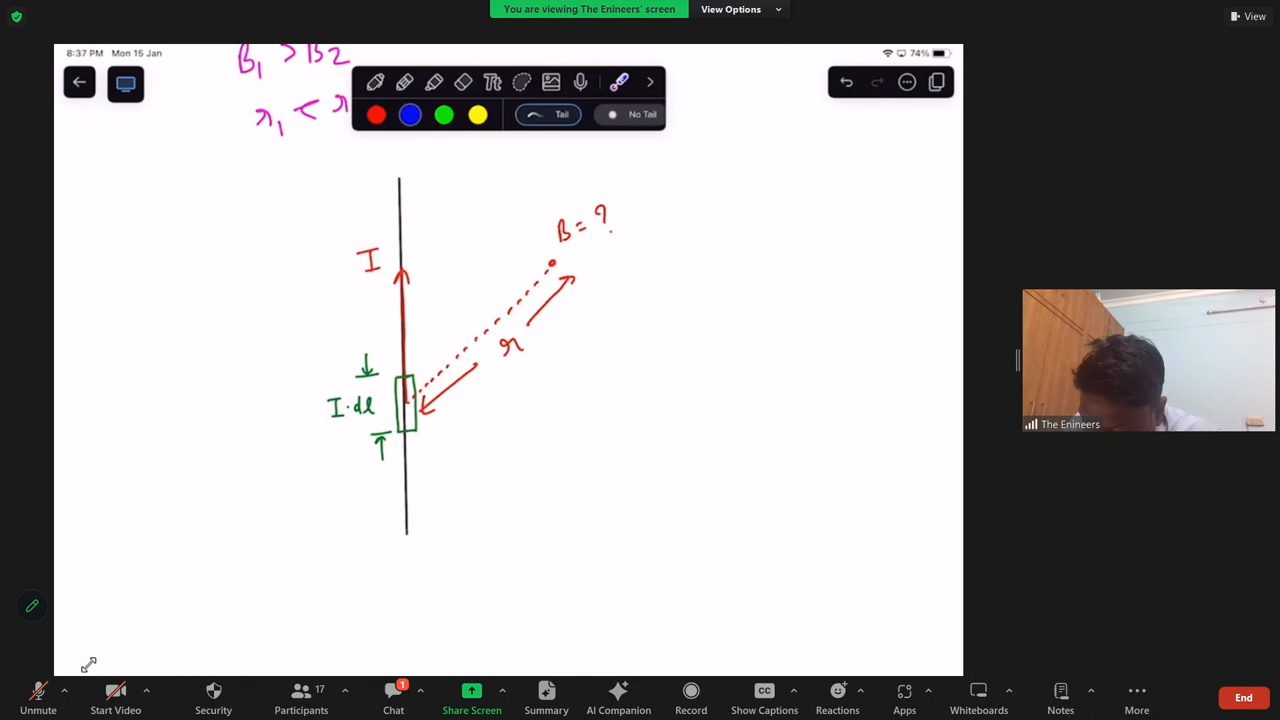 You are viewing The Enineers' screen
View Options
View
8:37 PM Mon 15 Jan
74%
B₁ > B₂
r₁ < r
Tail
No Tail
B = ?
I
r
I·dl
The Enineers
Unmute
Start Video
Security
17
Participants
1
Chat
Share Screen
Summary
AI Companion
Record
CC
Show Captions
Reactions
Apps
Whiteboards
Notes
More
End